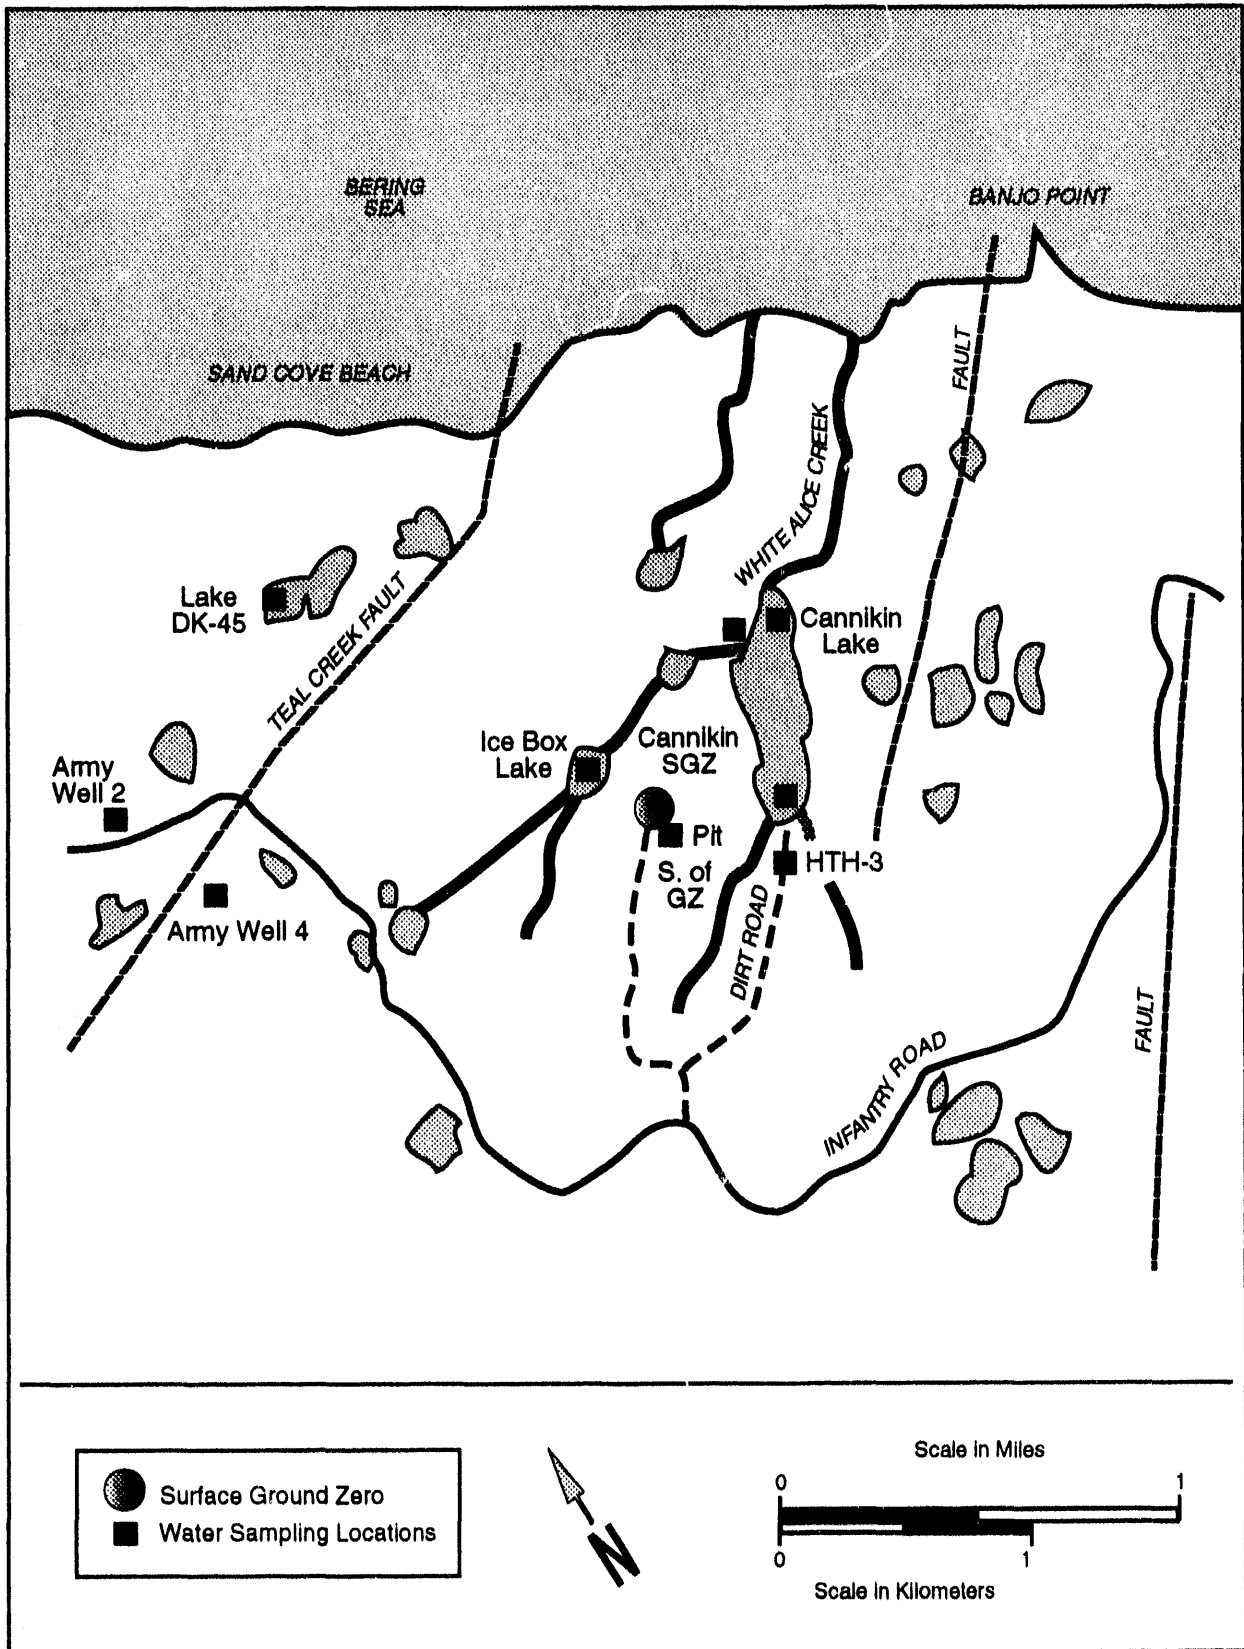 BERING
SEA
BANJO POINT
SAND COVE BEACH
FAULT
WHITE ALICE CREEK
Lake
DK-45
TEAL CREEK FAULT
Cannikin
Lake
Ice Box
Lake
Cannikin
SGZ
Army
Well 2
Pit
S. of
GZ
HTH-3
Army Well 4
DIRT ROAD
FAULT
INFANTRY ROAD
Surface Ground Zero
Water Sampling Locations
N
Scale in Miles
0 1
0 1
Scale in Kilometers